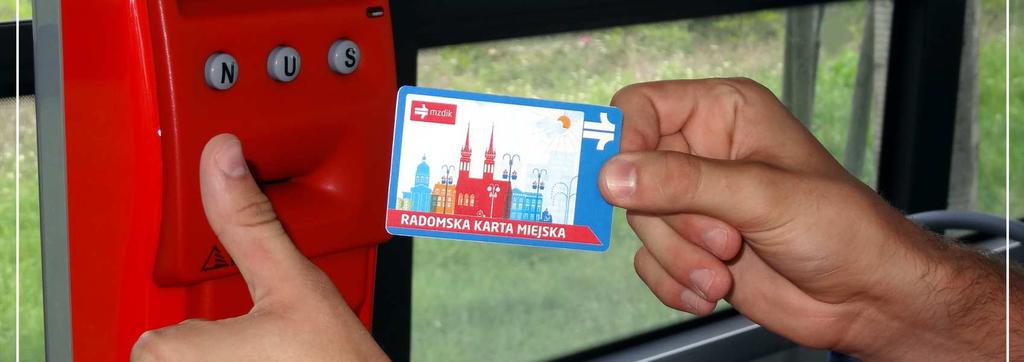 N U S
mzdik
RADOMSKA KARTA MIEJSKA